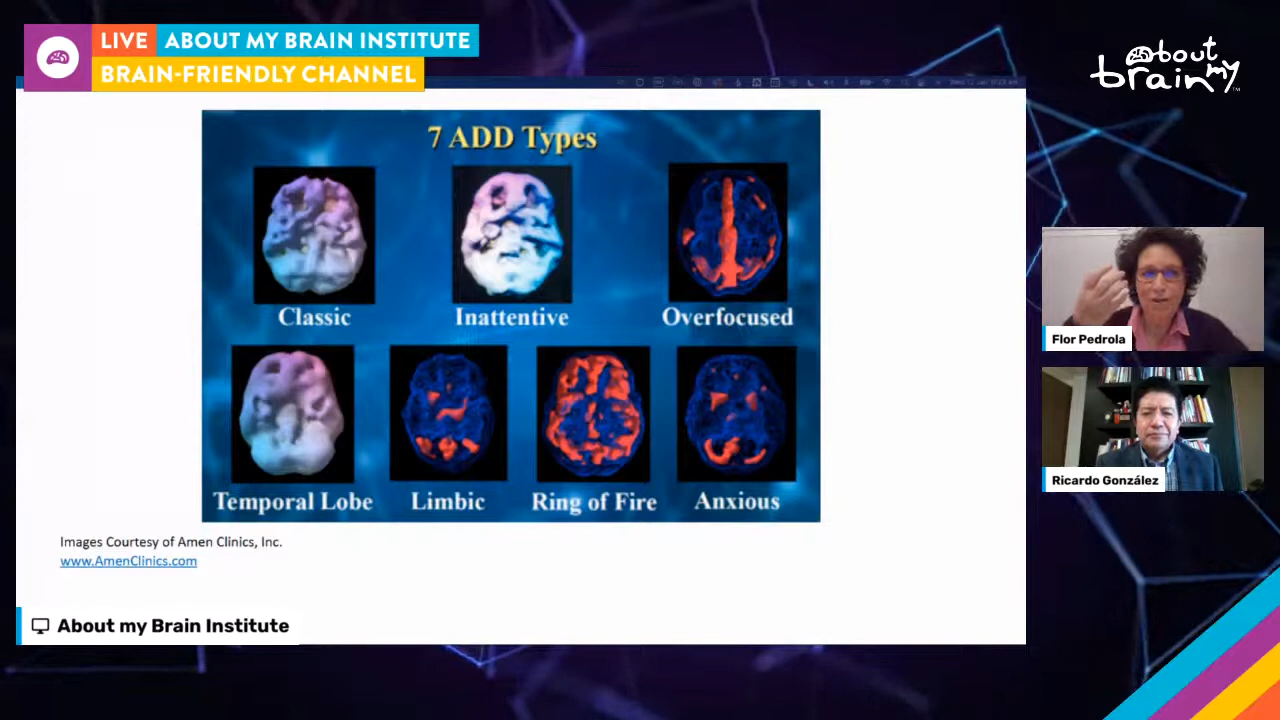 LIVE ABOUT MY BRAIN INSTITUTE
BRAIN-FRIENDLY CHANNEL
about
my
brain
7 ADD Types
Classic
Inattentive
Overfocused
Temporal Lobe
Limbic
Ring of Fire
Anxious
Images Courtesy of Amen Clinics, Inc.
www.AmenClinics.com
About my Brain Institute
Flor Pedrola
Ricardo González